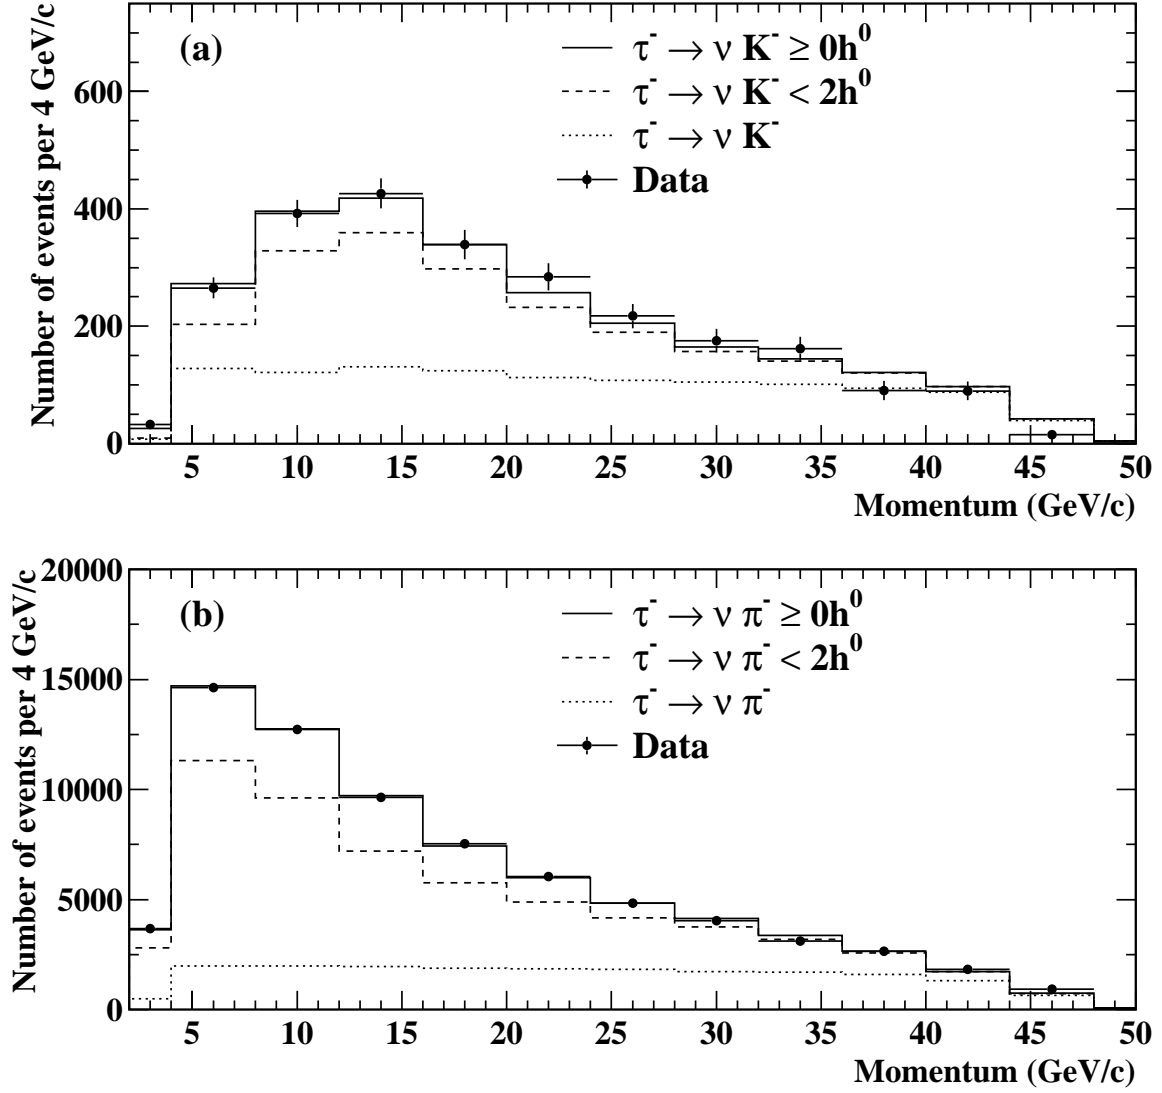 Number of events per 4 GeV/c
(a)
τ⁻ → ν K⁻ ≥ 0h⁰
τ⁻ → ν K⁻ < 2h⁰
τ⁻ → ν K⁻
Data
600
400
200
0
5 10 15 20 25 30 35 40 45 50
Momentum (GeV/c)
Number of events per 4 GeV/c
(b)
τ⁻ → ν π⁻ ≥ 0h⁰
τ⁻ → ν π⁻ < 2h⁰
τ⁻ → ν π⁻
Data
20000
15000
10000
5000
0
5 10 15 20 25 30 35 40 45 50
Momentum (GeV/c)